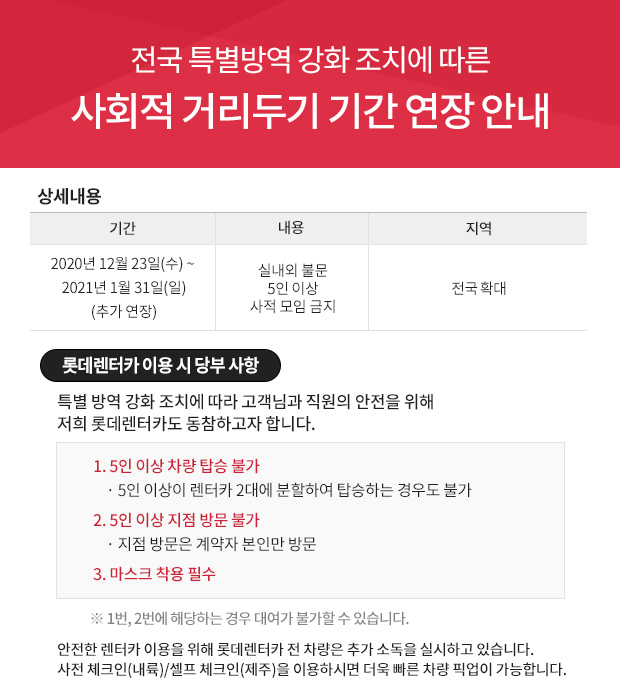 전국 특별방역 강화 조치에 따른
사회적 거리두기 기간 연장 안내
상세내용
기간 내용 지역
2020년 12월 23일(수) ~
2021년 1월 31일(일)
(추가 연장)
실내외 불문
5인 이상
사적 모임 금지
전국 확대
롯데렌터카 이용 시 당부 사항
특별 방역 강화 조치에 따라 고객님과 직원의 안전을 위해
저희 롯데렌터카도 동참하고자 합니다.
1. 5인 이상 차량 탑승 불가
· 5인 이상이 렌터카 2대에 분할하여 탑승하는 경우도 불가
2. 5인 이상 지점 방문 불가
· 지점 방문은 계약자 본인만 방문
3. 마스크 착용 필수
※ 1번, 2번에 해당하는 경우 대여가 불가할 수 있습니다.
안전한 렌터카 이용을 위해 롯데렌터카 전 차량은 추가 소독을 실시하고 있습니다.
사전 체크인(내륙)/셀프 체크인(제주)을 이용하시면 더욱 빠른 차량 픽업이 가능합니다.